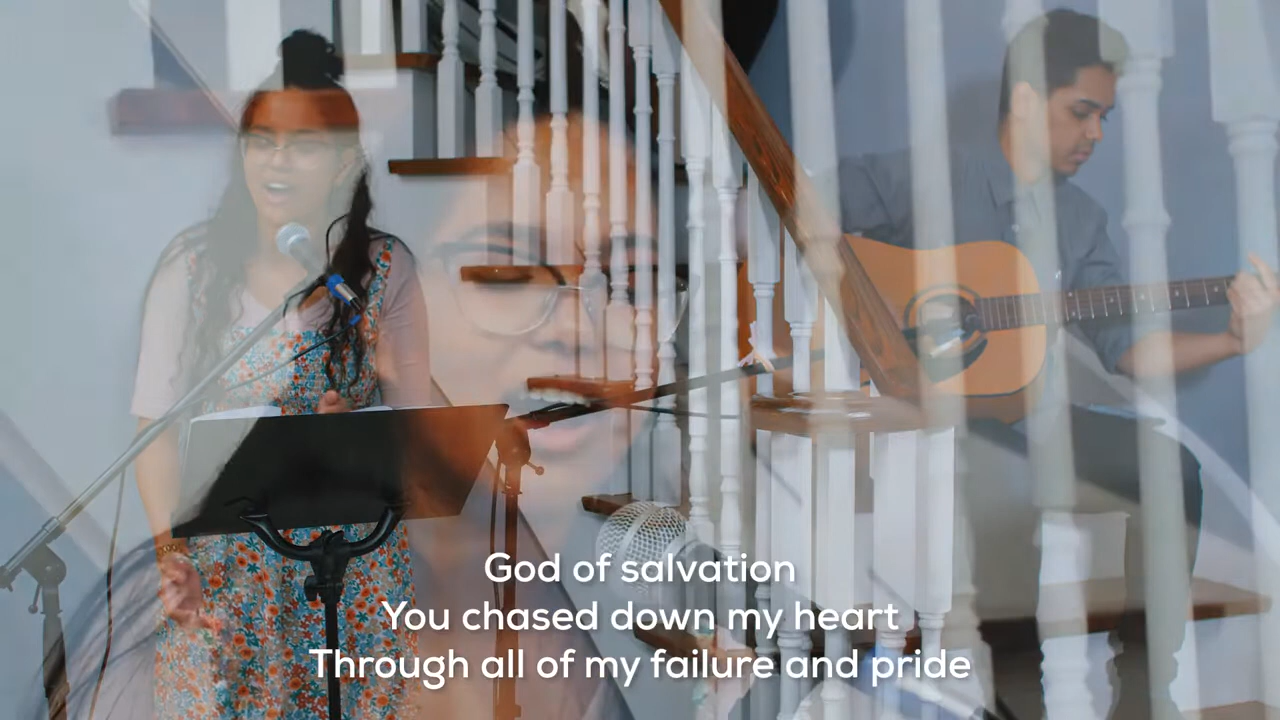 God of salvation
You chased down my heart
Through all of my failure and pride